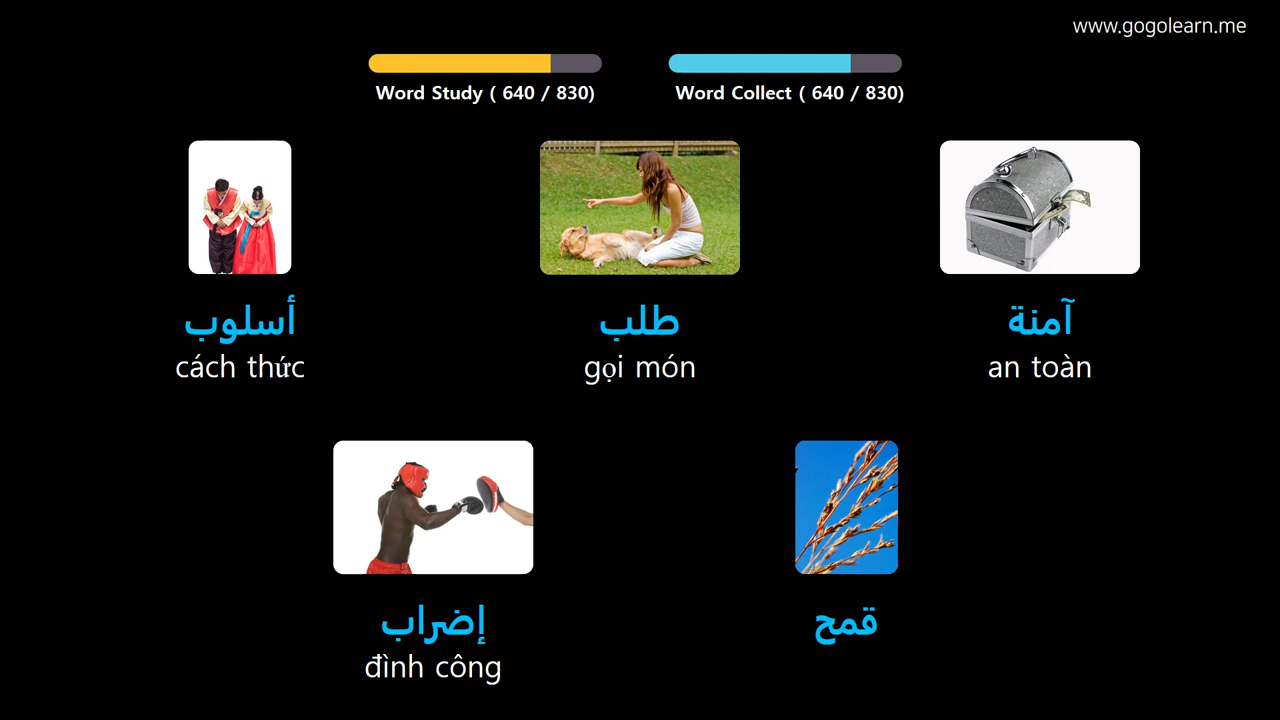 www.gogolearn.me
Word Study ( 640 / 830)
Word Collect ( 640 / 830)
أسلوب
cách thức
طلب
gọi món
آمنة
an toàn
إضراب
đình công
قمح